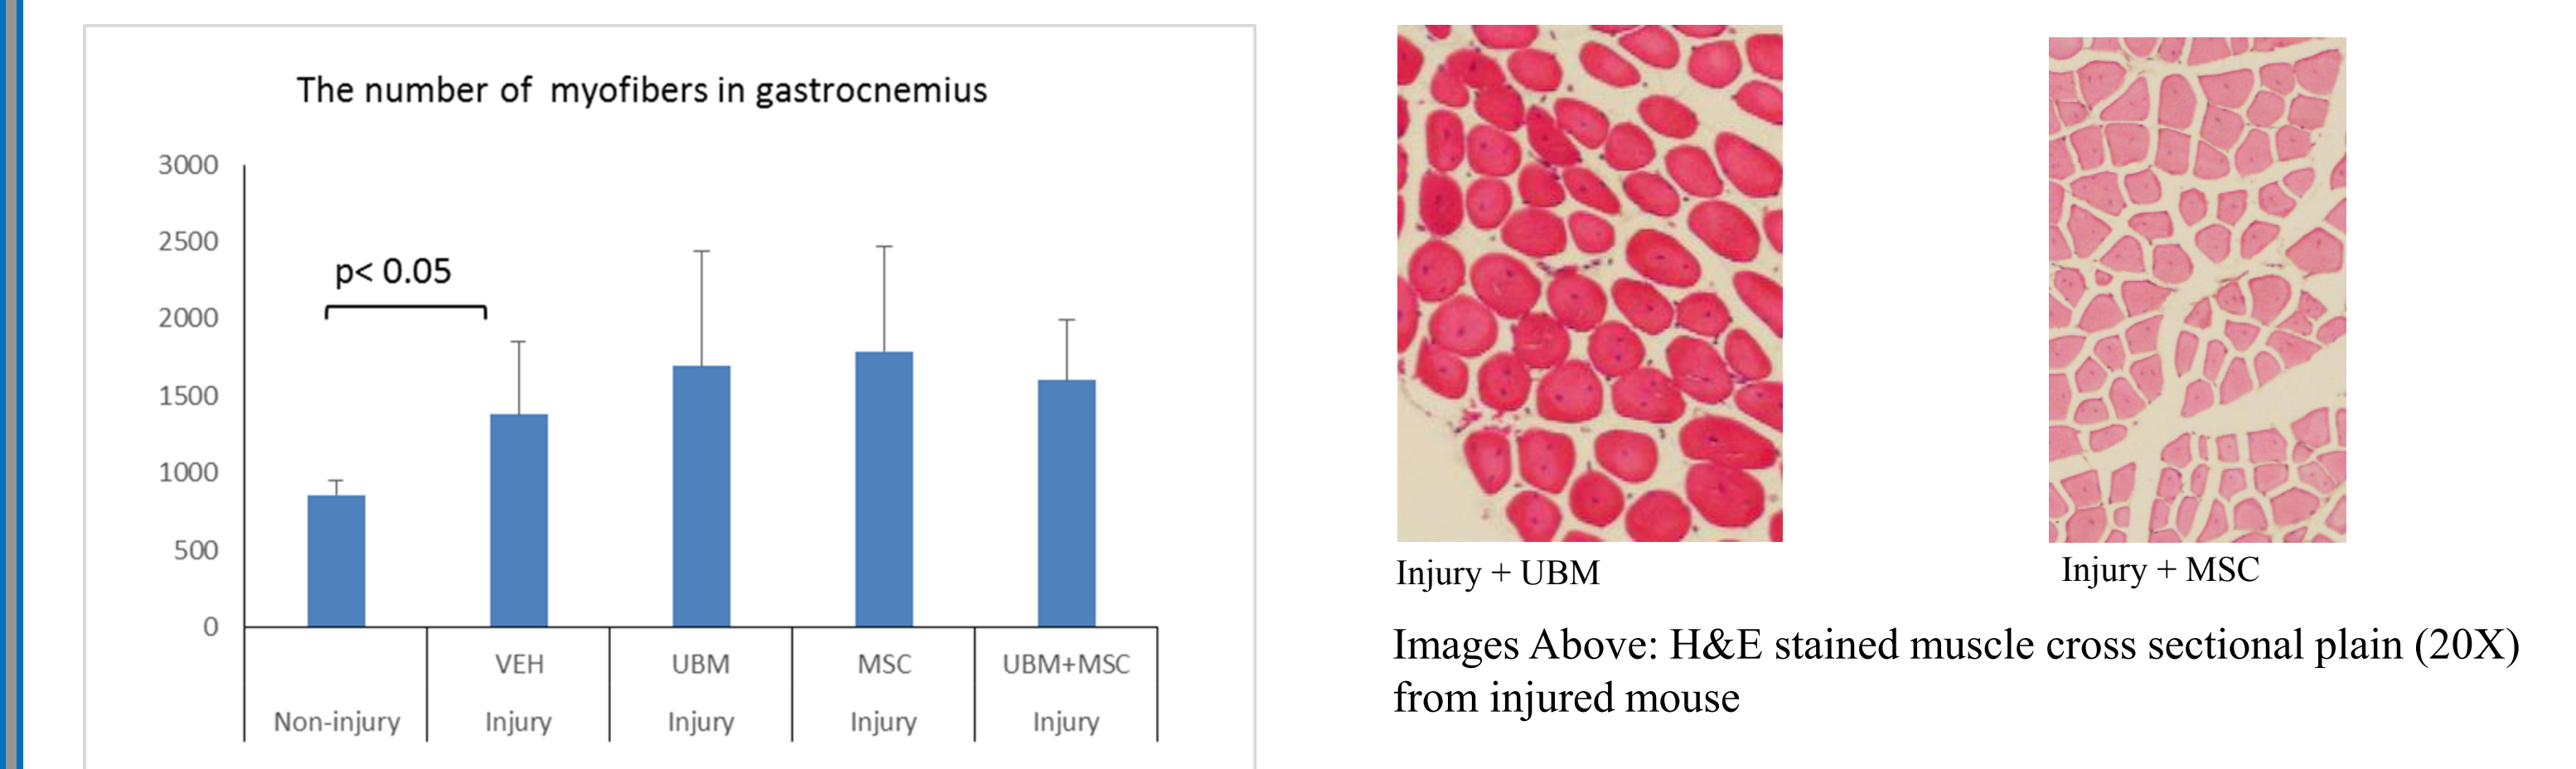 The number of  myofibers in gastrocnemius
3000
2500
2000
1500
1000
500
0
p< 0.05
VEH UBM MSC UBM+MSC
Non-injury Injury Injury Injury Injury
Injury + UBM
Injury + MSC
Images Above: H&E stained muscle cross sectional plain (20X)
from injured mouse